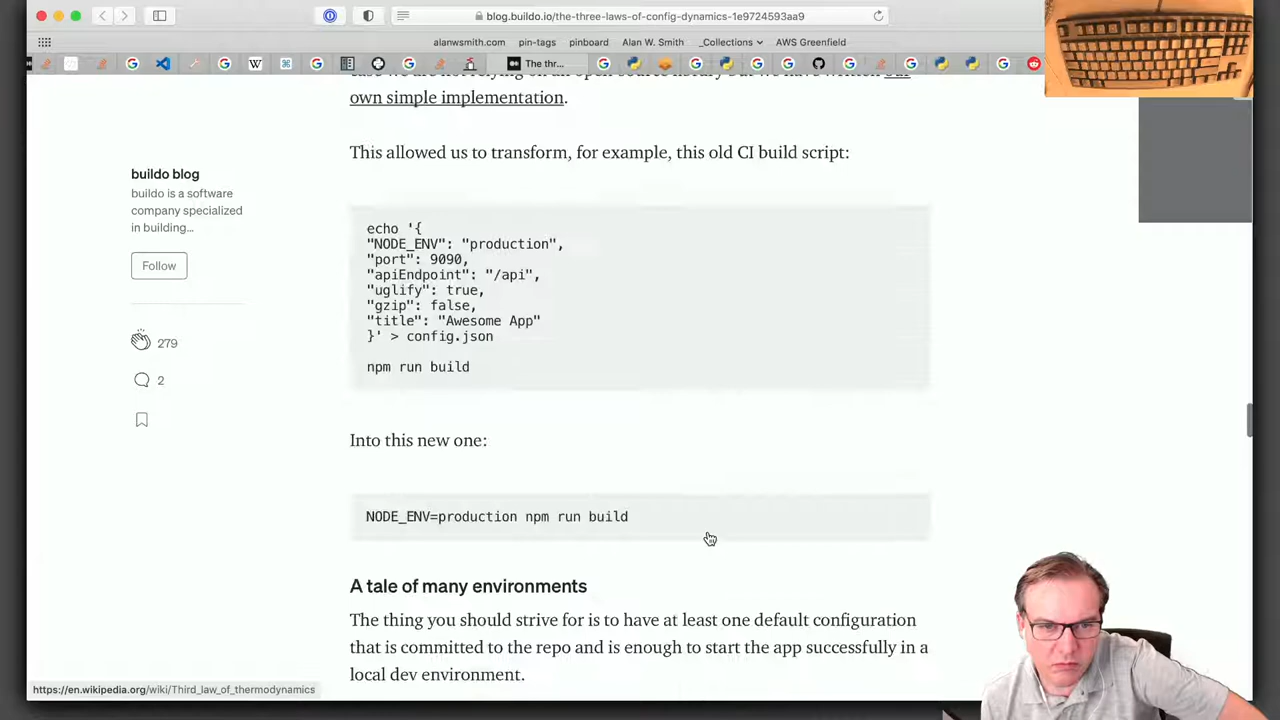 blog.buildo.io/the-three-laws-of-config-dynamics-1e9724593aa9
alanwsmith.com pin-tags pinboard Alan W. Smith _Collections AWS Greenfield
The thr...
own simple implementation.
This allowed us to transform, for example, this old CI build script:
buildo blog
buildo is a software
company specialized
in building...
Follow
279
2
echo '{
"NODE_ENV": "production",
"port": 9090,
"apiEndpoint": "/api",
"uglify": true,
"gzip": false,
"title": "Awesome App"
}' > config.json
npm run build
Into this new one:
NODE_ENV=production npm run build
A tale of many environments
The thing you should strive for is to have at least one default configuration
that is committed to the repo and is enough to start the app successfully in a
local dev environment.
https://en.wikipedia.org/wiki/Third_law_of_thermodynamics